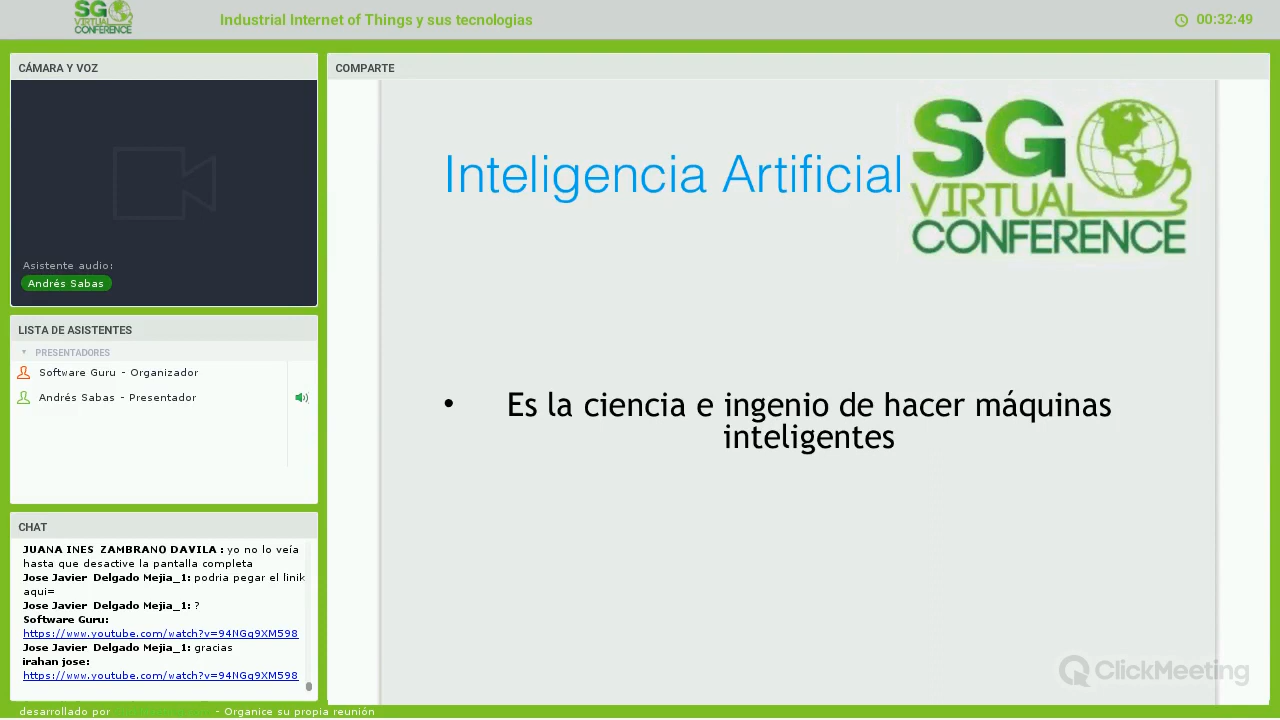 SG
VIRTUAL
CONFERENCE
Industrial Internet of Things y sus tecnologias
00:32:49
CÁMARA Y VOZ
Asistente audio:
Andrés Sabas
LISTA DE ASISTENTES
PRESENTADORES
Software Guru - Organizador
Andrés Sabas - Presentador
CHAT
JUANA INES ZAMBRANO DAVILA : yo no lo veía
hasta que desactive la pantalla completa
Jose Javier Delgado Mejia_1: podria pegar el linik
aqui=
Jose Javier Delgado Mejia_1: ?
Software Guru:
https://www.youtube.com/watch?v=94NGq9XM598
Jose Javier Delgado Mejia_1: gracias
irahan jose:
https://www.youtube.com/watch?v=94NGq9XM598
COMPARTE
Inteligencia Artificial
SG
VIRTUAL
CONFERENCE
• Es la ciencia e ingenio de hacer máquinas
inteligentes
ClickMeeting
desarrollado por - Organice su propia reunión